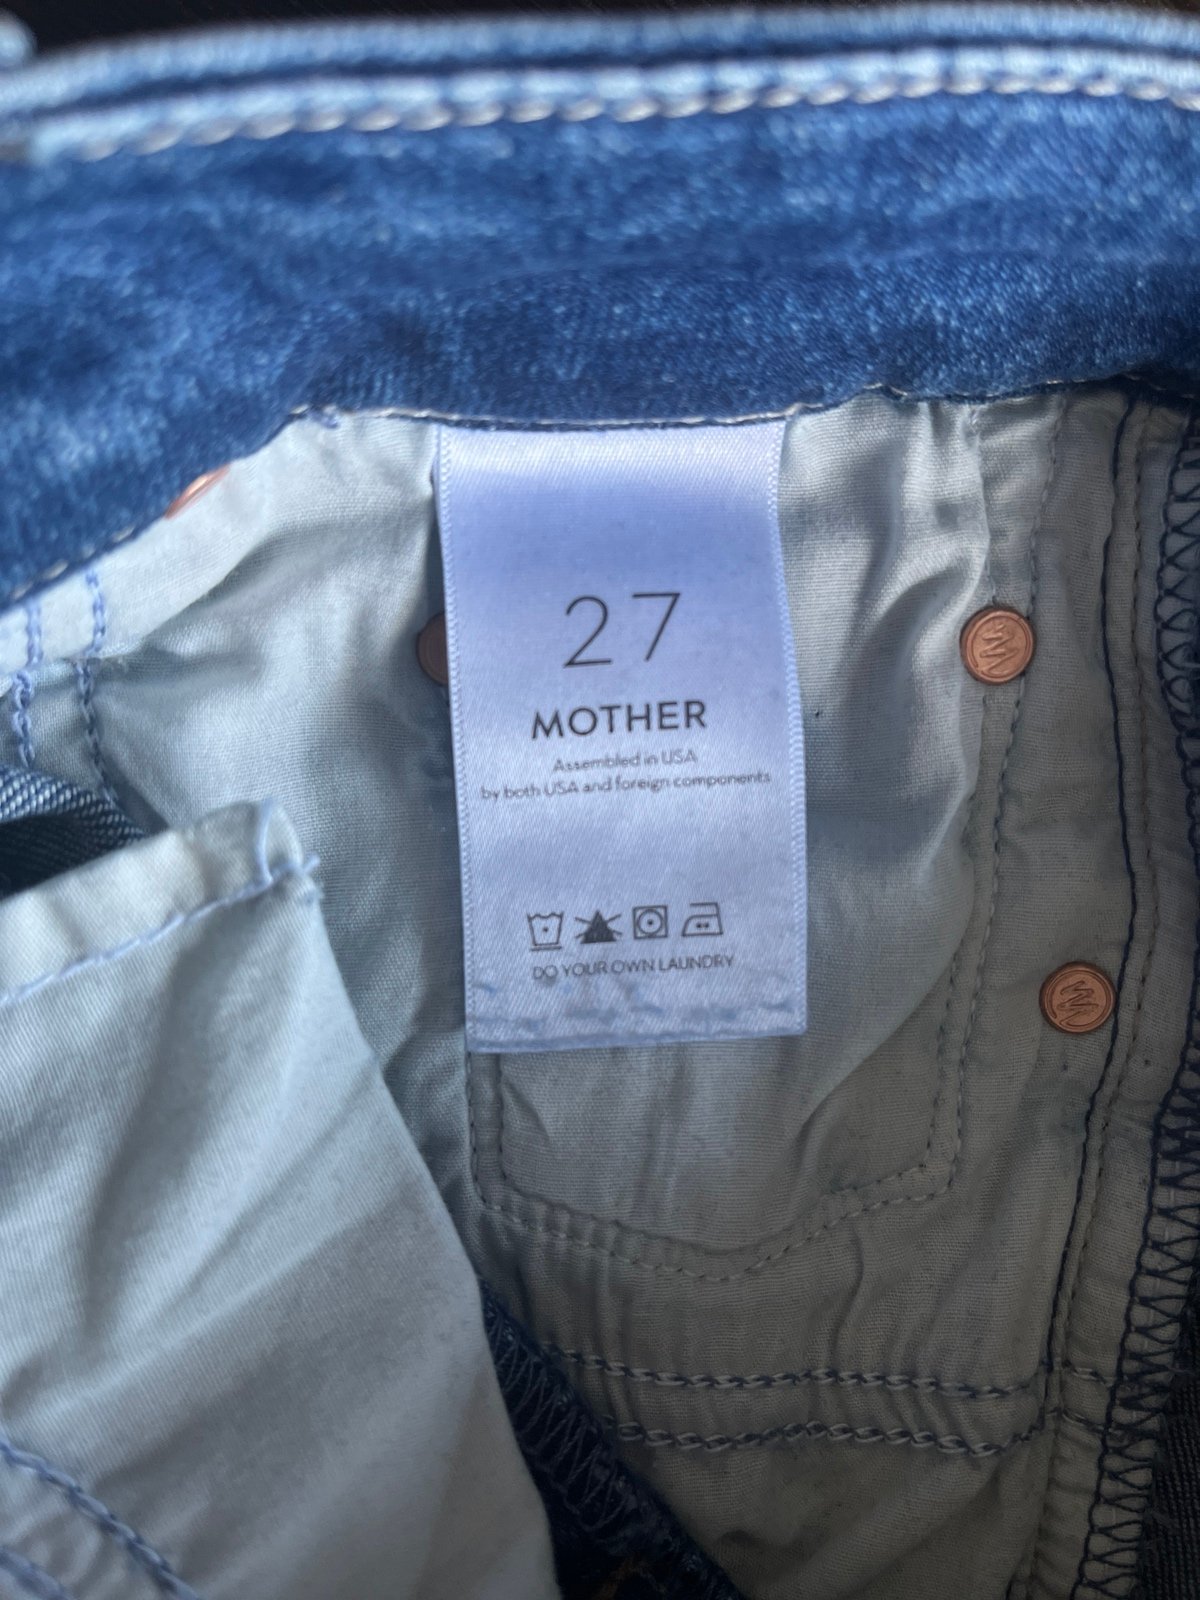 27
MOTHER
Assembled in USA
by both USA and foreign components
DO YOUR OWN LAUNDRY